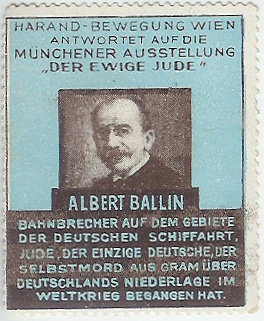 HARAND-BEWEGUNG WIEN
ANTWORTET AUF DIE
MÜNCHENER AUSSTELLUNG
„DER EWIGE JUDE"
ALBERT BALLIN
BAHNBRECHER AUF DEM GEBIETE
DER DEUTSCHEN SCHIFFAHRT.
JUDE, DER EINZIGE DEUTSCHE, DER
SELBSTMORD AUS GRAM ÜBER
DEUTSCHLANDS NIEDERLAGE IM
WELTKRIEG BEGANGEN HAT.